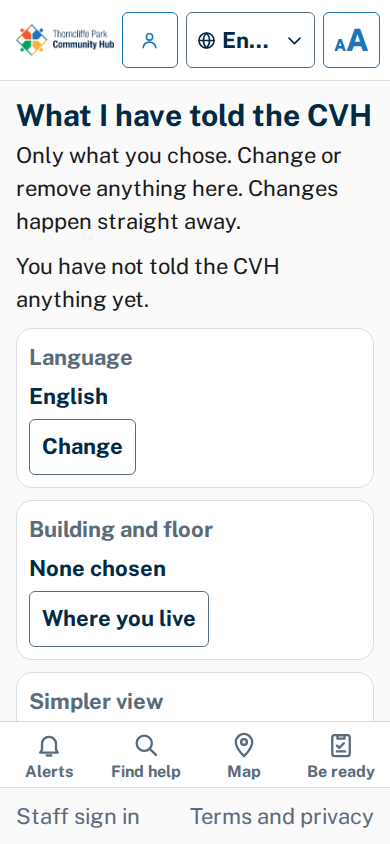 Thorncliffe Park
Community Hub
En...
AA
What I have told the CVH
Only what you chose. Change or
remove anything here. Changes
happen straight away.
You have not told the CVH
anything yet.
Language
English
Change
Building and floor
None chosen
Where you live
Simpler view
Alerts
Find help
Map
Be ready
Staff sign in
Terms and privacy